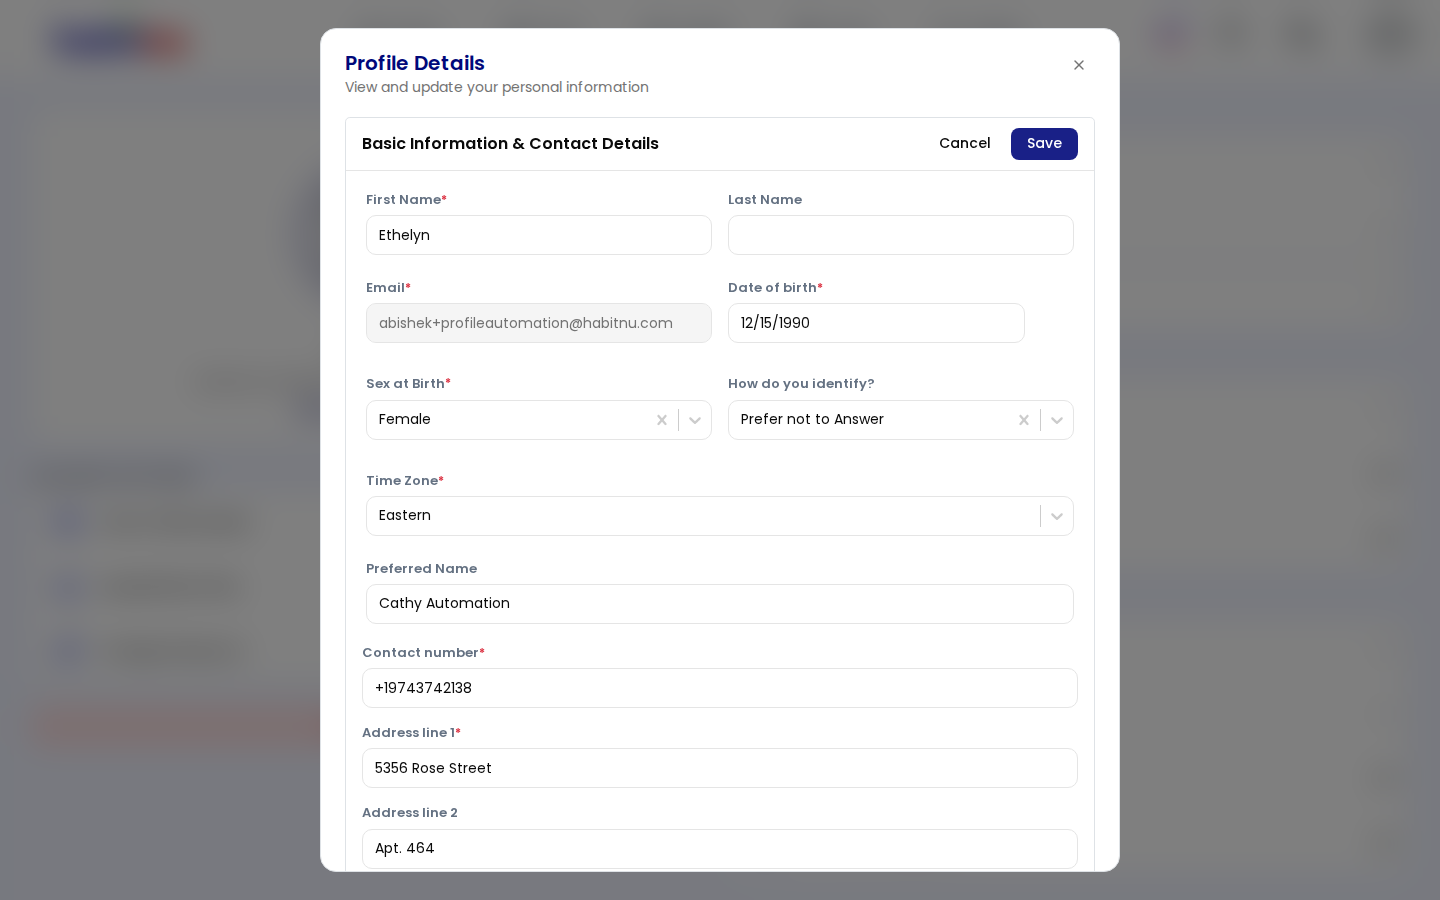 Profile Details
View and update your personal information
Basic Information & Contact Details
Cancel
Save
First Name*
Last Name
Ethelyn
Email*
Date of birth*
abishek+profileautomation@habitnu.com
12/15/1990
Sex at Birth*
How do you identify?
Female
Prefer not to Answer
Time Zone*
Eastern
Preferred Name
Cathy Automation
Contact number*
+19743742138
Address line 1*
5356 Rose Street
Address line 2
Apt. 464